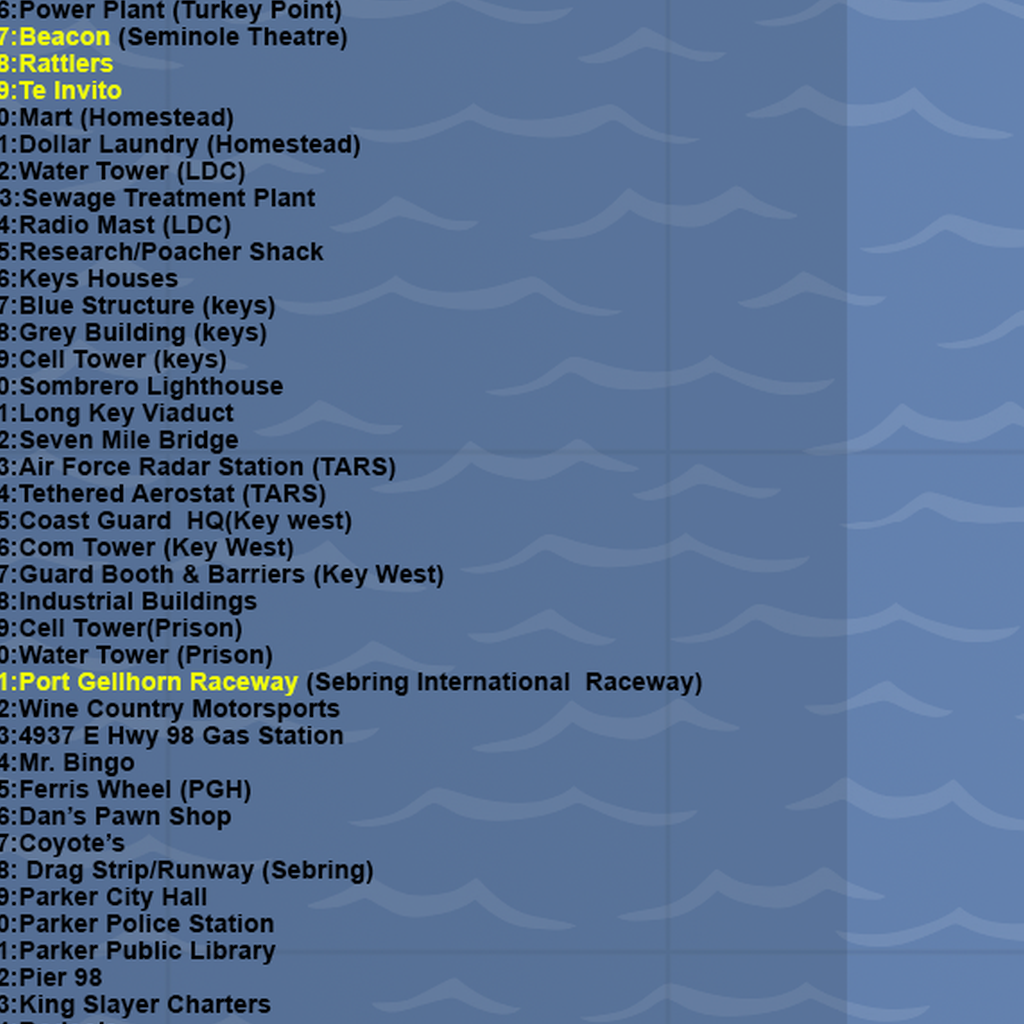 6:Power Plant (Turkey Point)
7:Beacon (Seminole Theatre)
8:Rattlers
9:Te Invito
0:Mart (Homestead)
1:Dollar Laundry (Homestead)
2:Water Tower (LDC)
3:Sewage Treatment Plant
4:Radio Mast (LDC)
5:Research/Poacher Shack
6:Keys Houses
7:Blue Structure (keys)
8:Grey Building (keys)
9:Cell Tower (keys)
0:Sombrero Lighthouse
1:Long Key Viaduct
2:Seven Mile Bridge
3:Air Force Radar Station (TARS)
4:Tethered Aerostat (TARS)
5:Coast Guard  HQ(Key west)
6:Com Tower (Key West)
7:Guard Booth & Barriers (Key West)
8:Industrial Buildings
9:Cell Tower(Prison)
0:Water Tower (Prison)
1:Port Gellhorn Raceway (Sebring International  Raceway)
2:Wine Country Motorsports
3:4937 E Hwy 98 Gas Station
4:Mr. Bingo
5:Ferris Wheel (PGH)
6:Dan’s Pawn Shop
7:Coyote’s
8: Drag Strip/Runway (Sebring)
9:Parker City Hall
0:Parker Police Station
1:Parker Public Library
2:Pier 98
3:King Slayer Charters